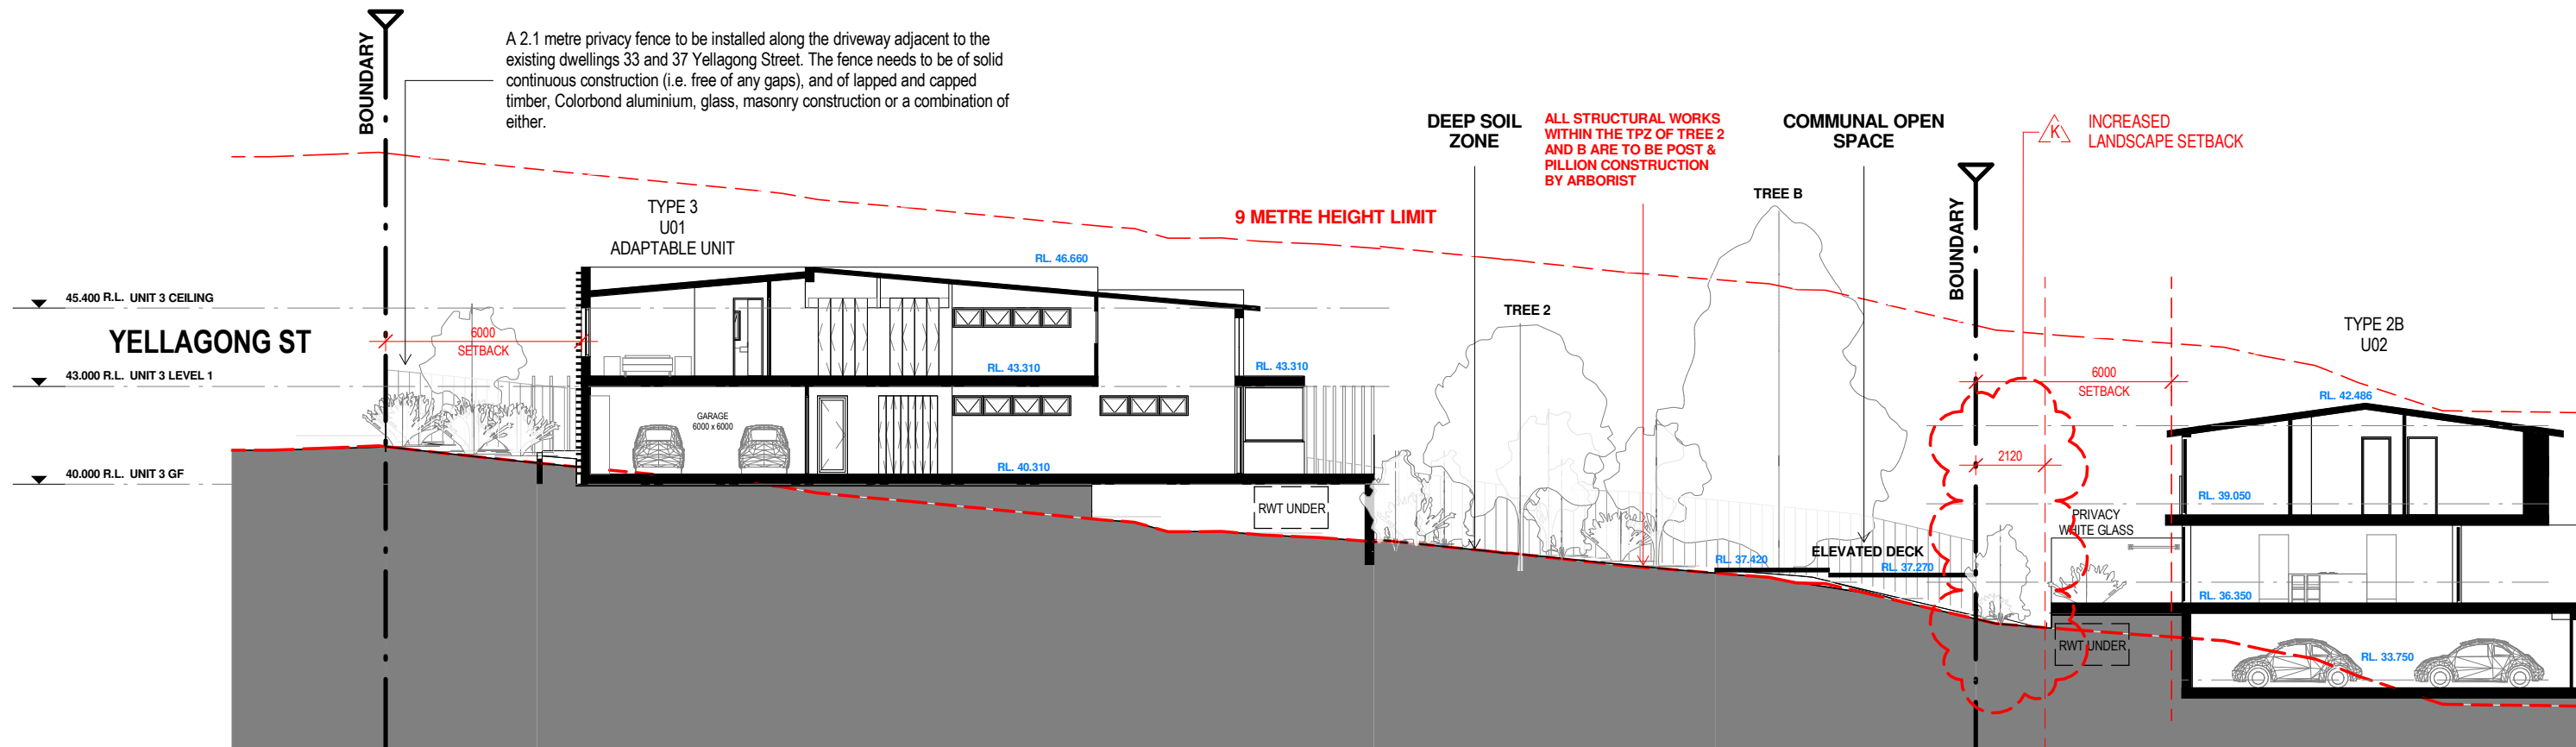 BOUNDARY
A 2.1 metre privacy fence to be installed along the driveway adjacent to the
existing dwellings 33 and 37 Yellagong Street. The fence needs to be of solid
continuous construction (i.e. free of any gaps), and of lapped and capped
timber, Colorbond aluminium, glass, masonry construction or a combination of
either.
DEEP SOIL
ZONE
ALL STRUCTURAL WORKS
WITHIN THE TPZ OF TREE 2
AND B ARE TO BE POST &
PILLION CONSTRUCTION
BY ARBORIST
COMMUNAL OPEN
SPACE
K
INCREASED
LANDSCAPE SETBACK
TREE B
BOUNDARY
TYPE 3
U01
ADAPTABLE UNIT
9 METRE HEIGHT LIMIT
RL. 46.660
45.400 R.L. UNIT 3 CEILING
YELLAGONG ST
6000
SETBACK
TREE 2
TYPE 2B
U02
43.000 R.L. UNIT 3 LEVEL 1
RL. 43.310
RL. 43.310
6000
SETBACK
RL. 42.486
GARAGE
6000 x 6000
2120
40.000 R.L. UNIT 3 GF
RL. 40.310
RWT UNDER
RL. 39.050
PRIVACY
WHITE GLASS
ELEVATED DECK
RL. 37.420
RL. 37.270
RL. 36.350
RWT UNDER
RL. 33.750